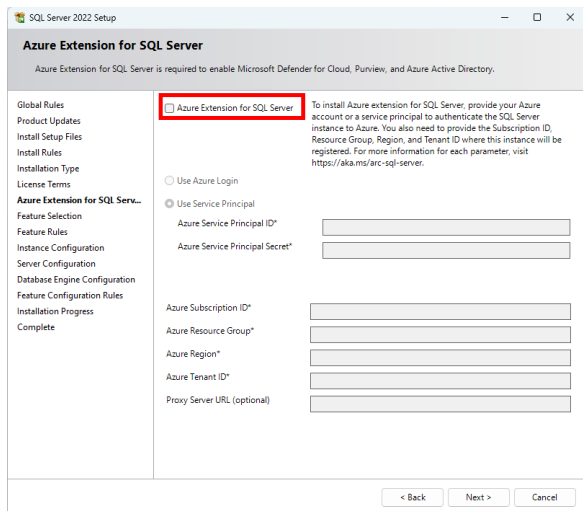 SQL Server 2022 Setup
Azure Extension for SQL Server
Azure Extension for SQL Server is required to enable Microsoft Defender for Cloud, Purview, and Azure Active Directory.
Global Rules
Product Updates
Install Setup Files
Install Rules
Installation Type
License Terms
Azure Extension for SQL Serv...
Feature Selection
Feature Rules
Instance Configuration
Server Configuration
Database Engine Configuration
Feature Configuration Rules
Installation Progress
Complete
Azure Extension for SQL Server
To install Azure extension for SQL Server, provide your Azure
account or a service principal to authenticate the SQL Server
instance to Azure. You also need to provide the Subscription ID,
Resource Group, Region, and Tenant ID where this instance will be
registered. For more information for each parameter, visit
https://aka.ms/arc-sql-server.
Use Azure Login
Use Service Principal
Azure Service Principal ID*
Azure Service Principal Secret*
Azure Subscription ID*
Azure Resource Group*
Azure Region*
Azure Tenant ID*
Proxy Server URL (optional)
< Back
Next >
Cancel